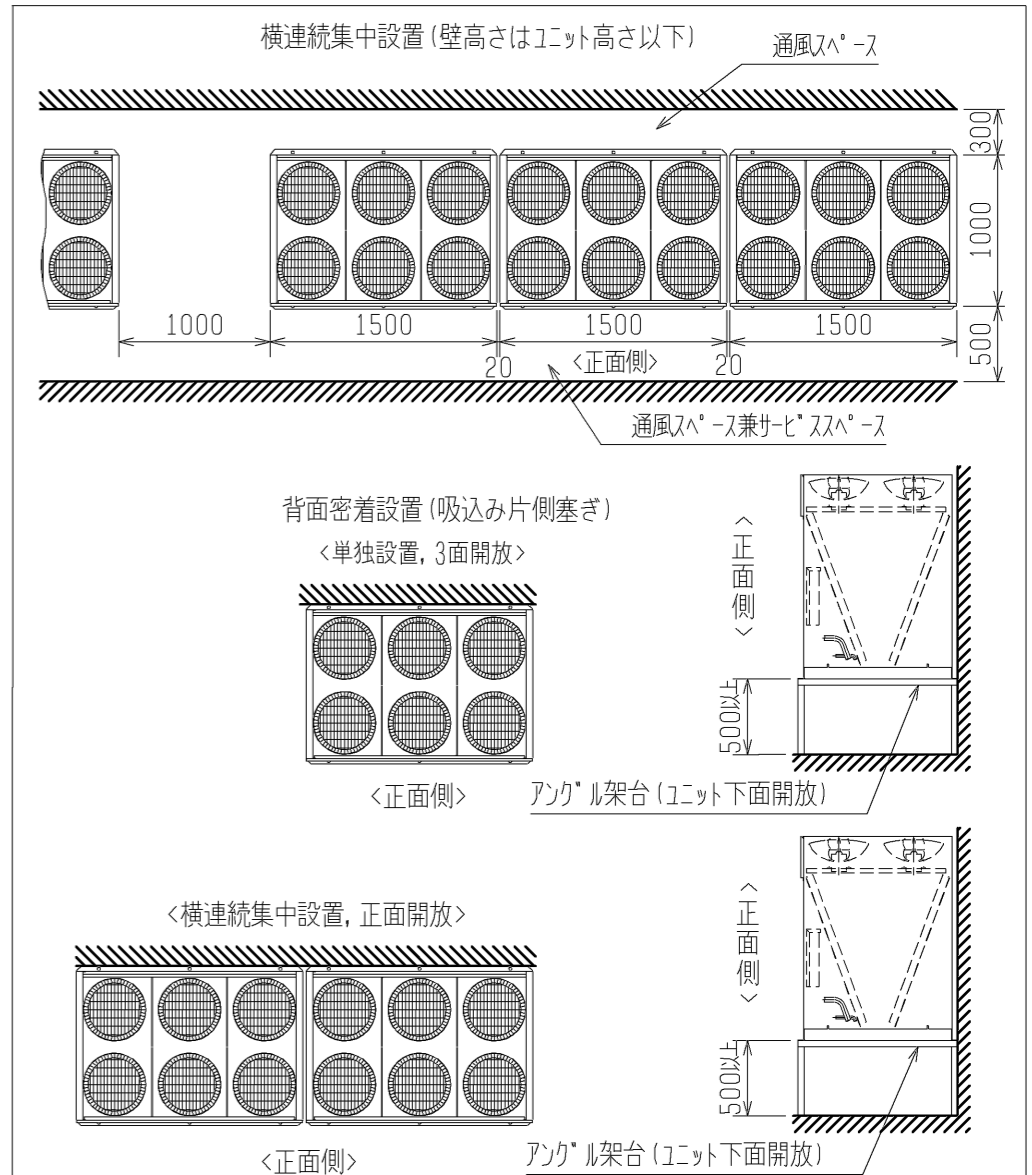 横連続集中設置(壁高さはユニット高さ以下)
通風スペース
300
1000
500
1000
1500
1500
1500
20
<正面側>
20
通風スペース兼サービススペース
背面密着設置(吸込み片側塞ぎ)
<単独設置, 3面開放>
<正面側>
<正面側>
500以上
アングル架台(ユニット下面開放)
<横連続集中設置, 正面開放>
<正面側>
<正面側>
500以上
アングル架台(ユニット下面開放)